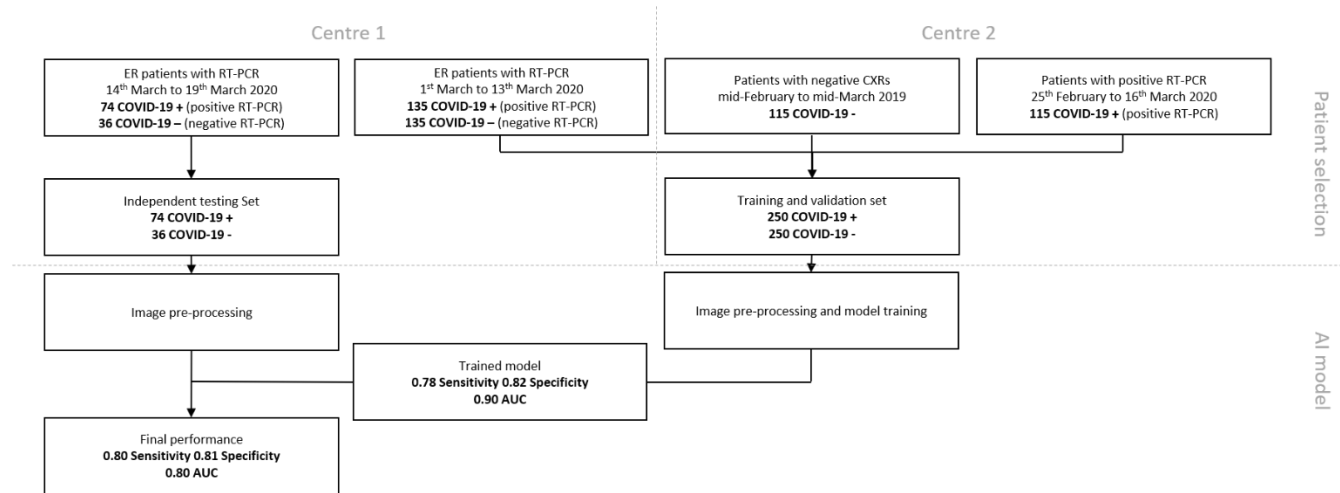 Centre 1
Centre 2
ER patients with RT-PCR
14th March to 19th March 2020
74 COVID-19 + (positive RT-PCR)
36 COVID-19 – (negative RT-PCR)
ER patients with RT-PCR
1st March to 13th March 2020
135 COVID-19 + (positive RT-PCR)
135 COVID-19 – (negative RT-PCR)
Patients with negative CXRs
mid-February to mid-March 2019
115 COVID-19 -
Patients with positive RT-PCR
25th February to 16th March 2020
115 COVID-19 + (positive RT-PCR)
Patient selection
Independent testing Set
74 COVID-19 +
36 COVID-19 -
Training and validation set
250 COVID-19 +
250 COVID-19 -
Image pre-processing
Image pre-processing and model training
AI model
Trained model
0.78 Sensitivity 0.82 Specificity
0.90 AUC
Final performance
0.80 Sensitivity 0.81 Specificity
0.80 AUC